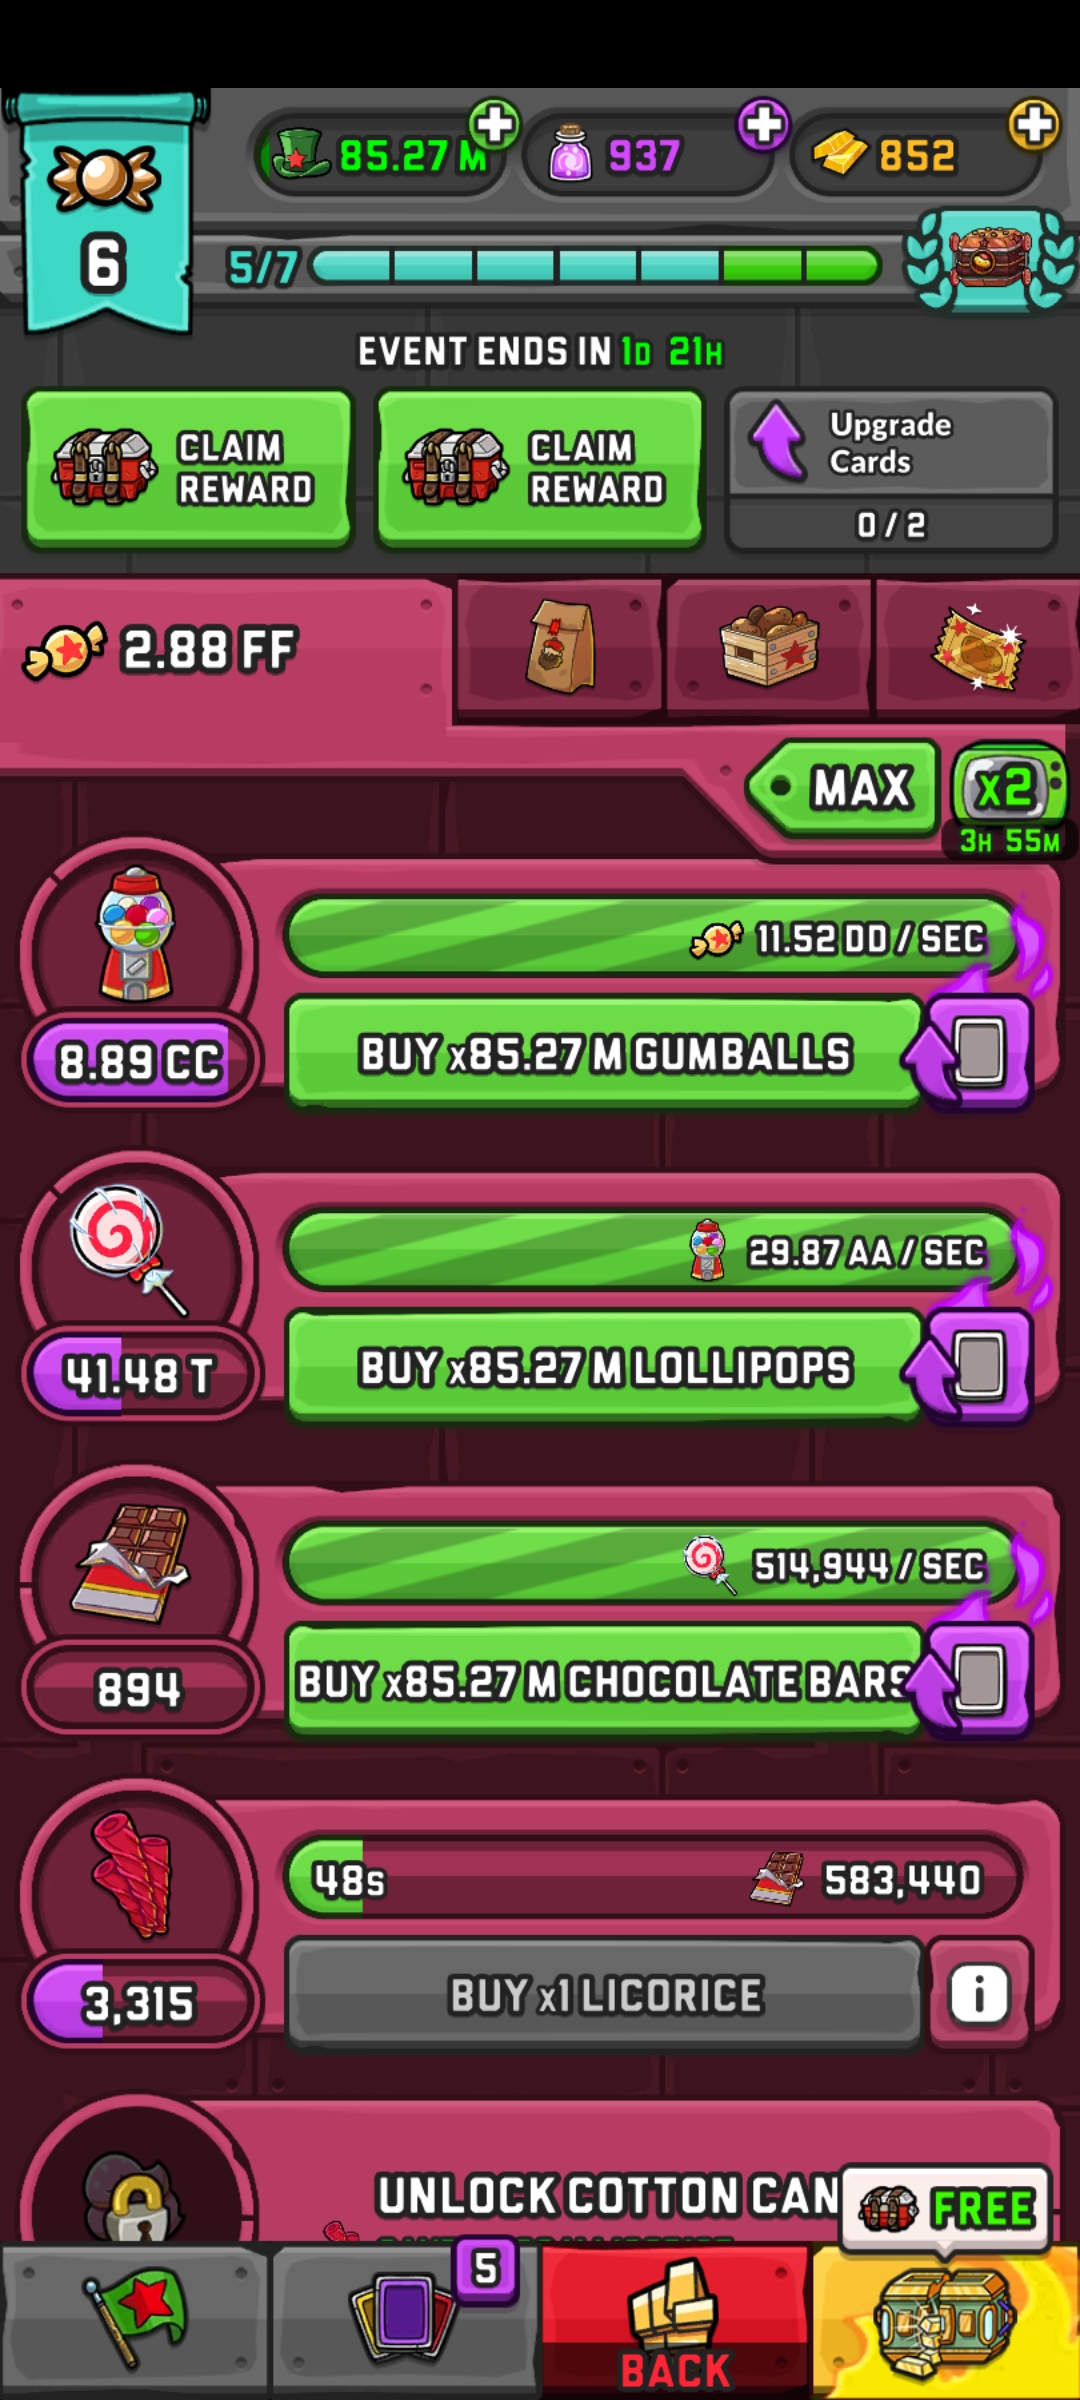 85.27 M
937
852
6
5/7
EVENT ENDS IN 1D 21H
CLAIM REWARD
CLAIM REWARD
Upgrade Cards
0 / 2
2.88 FF
MAX
x2
3H 55M
11.52 DD / SEC
BUY x85.27 M GUMBALLS
8.89 CC
29.87 AA / SEC
BUY x85.27 M LOLLIPOPS
41.48 T
514,944 / SEC
BUY x85.27 M CHOCOLATE BARS
894
48s
583,440
BUY x1 LICORICE
i
3,315
UNLOCK COTTON CAN
FREE
5
BACK